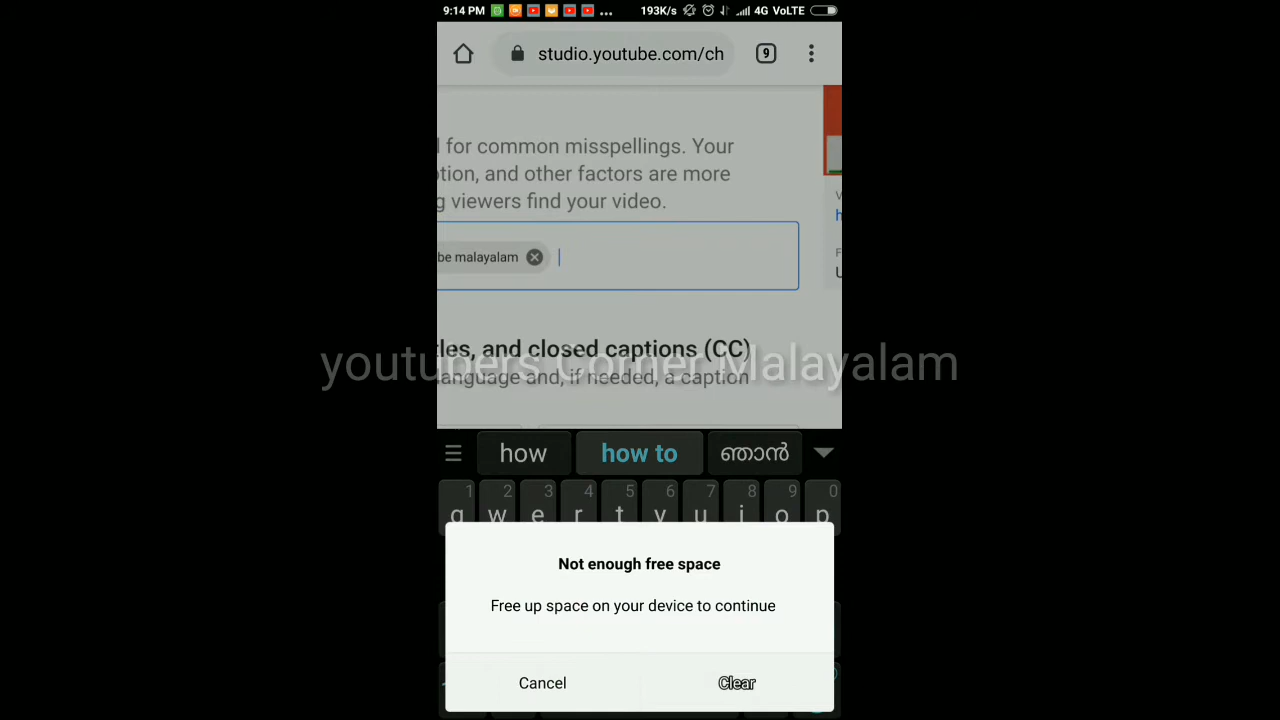 9:14 PM ... 193K/s 4G VoLTE
studio.youtube.com/ch 9
for common misspellings. Your
tion, and other factors are more
g viewers find your video.
be malayalam
tles, and closed captions (CC)
youtubers Corner Malayalam
language and, if needed, a caption
how how to ഞാൻ
1 2 3 4 5 6 7 8 9 0
q w e r t y u i o p
Not enough free space
Free up space on your device to continue
Cancel Clear